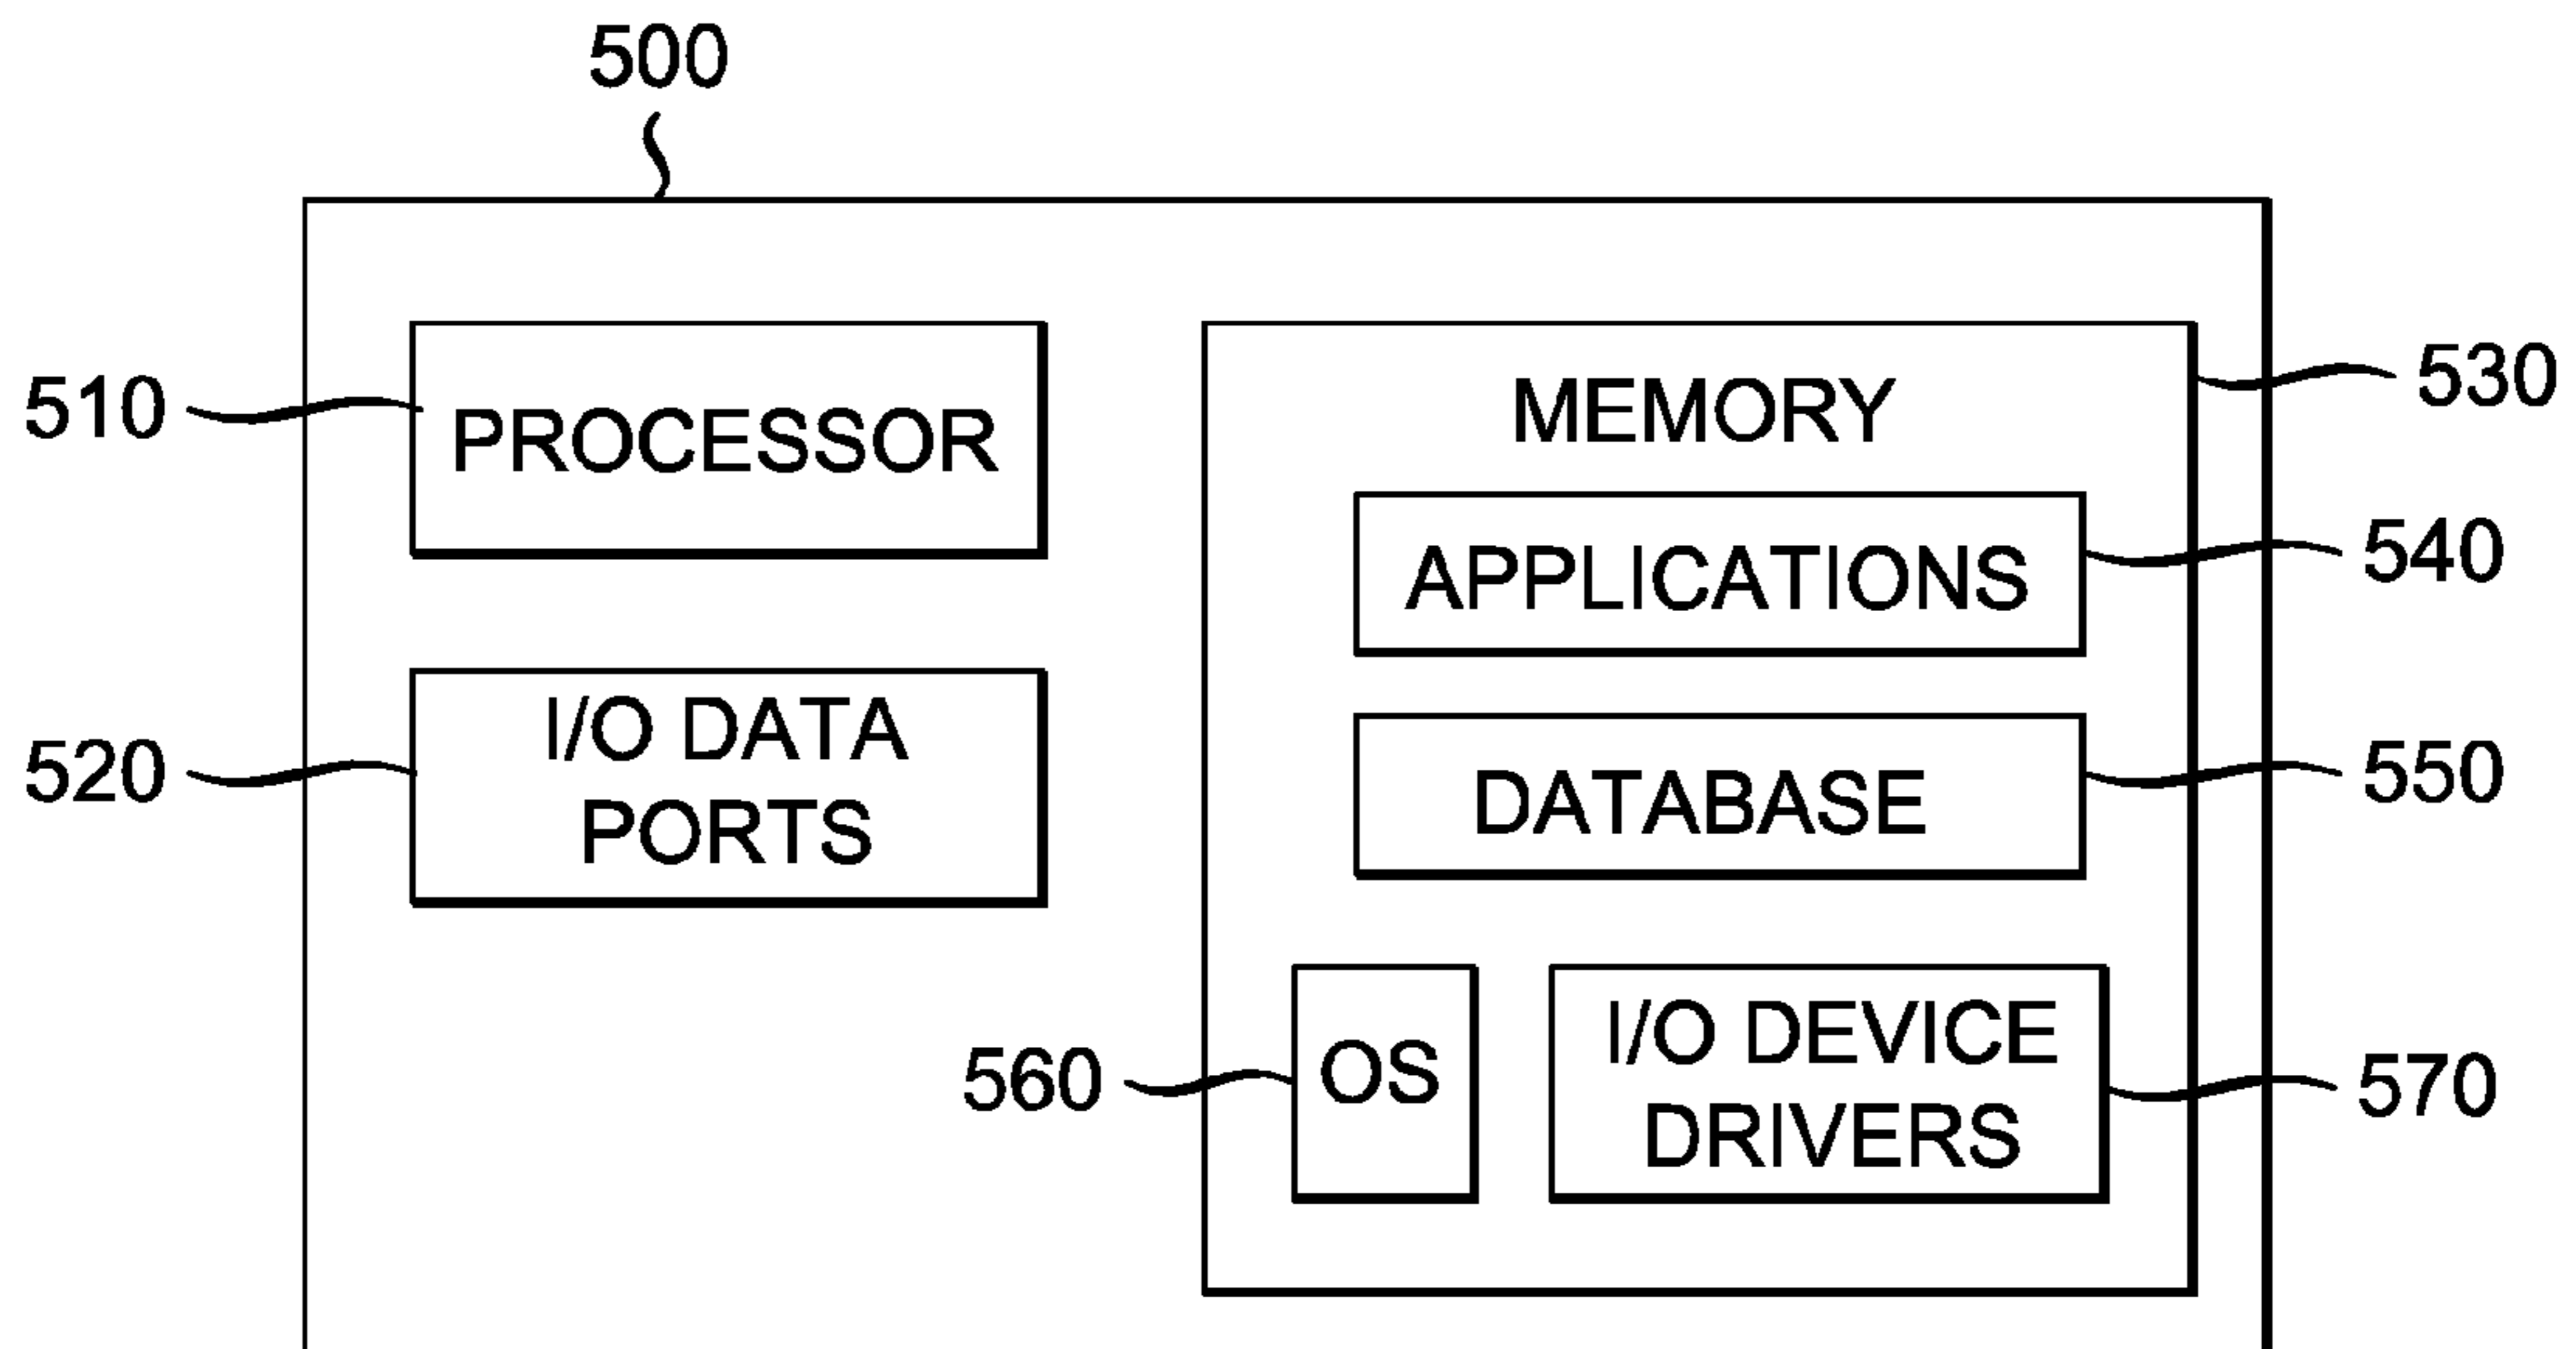 500
510
PROCESSOR
520
I/O DATA
PORTS
MEMORY
530
APPLICATIONS
540
DATABASE
550
560
OS
I/O DEVICE
DRIVERS
570